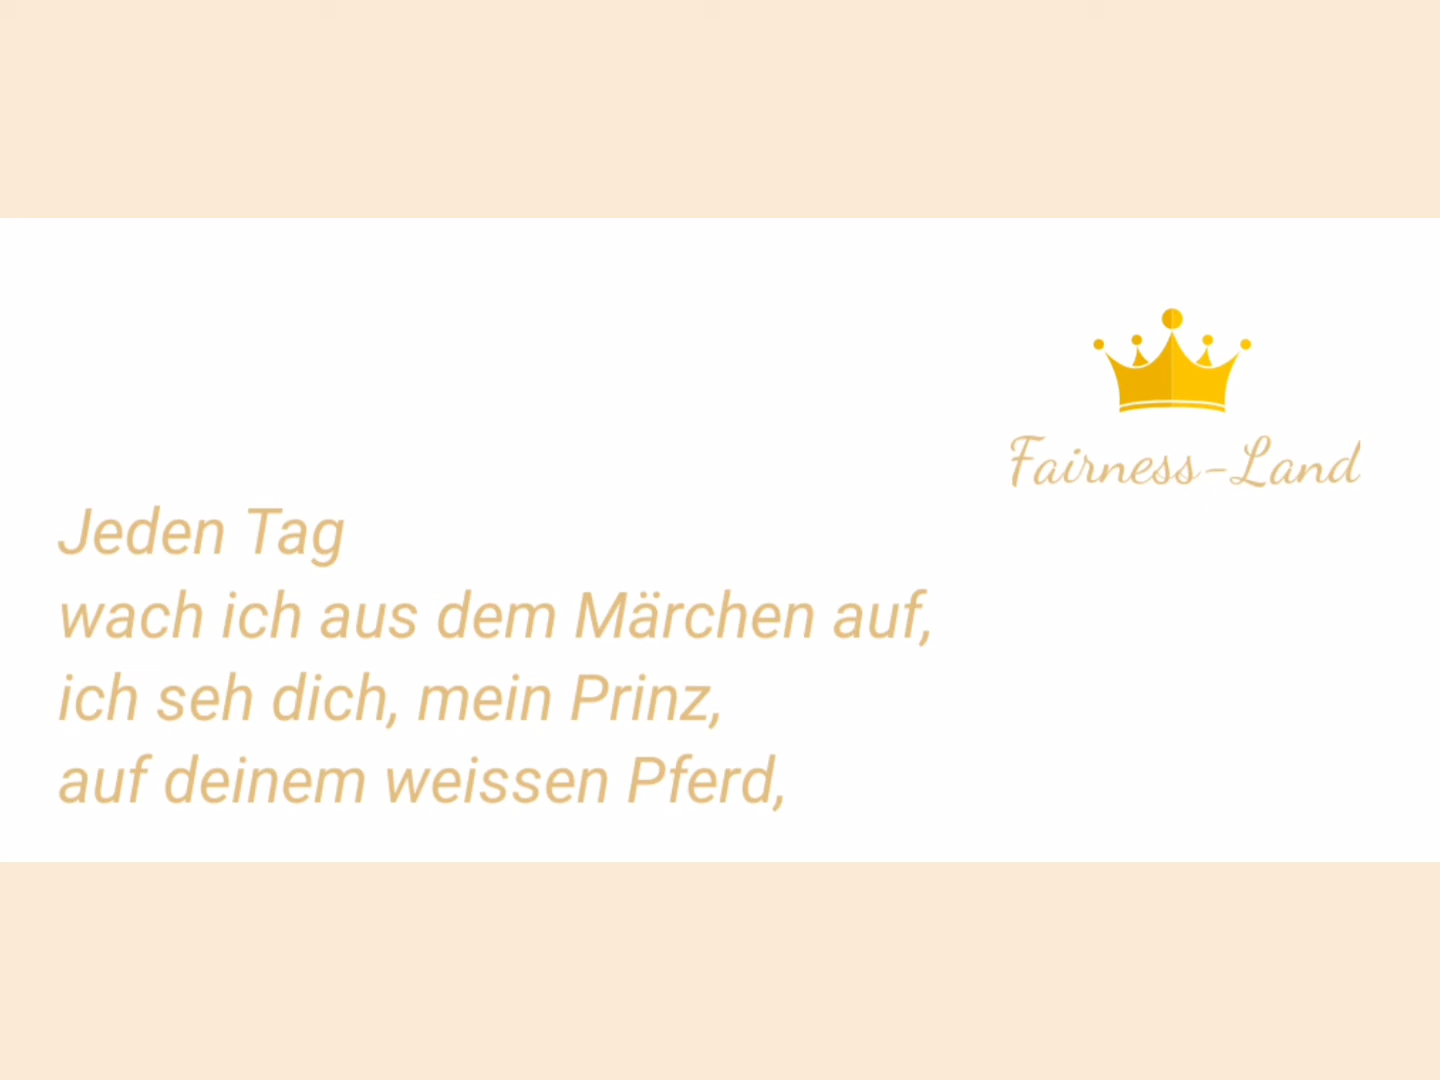 Fairness-Land
Jeden Tag
wach ich aus dem Märchen auf,
ich seh dich, mein Prinz,
auf deinem weissen Pferd,